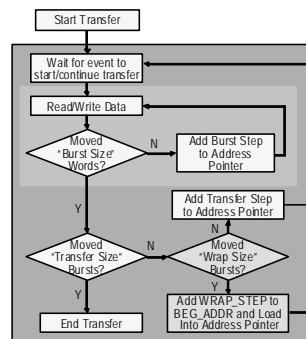 Start Transfer
Wait for event to
start/continue transfer
Read/Write Data
Moved
"Burst Size"
Words?
N
Add Burst Step
to Address
Pointer
Y
Add Transfer Step
to Address Pointer
N
Moved
"Transfer Size"
Bursts?
N
Moved
"Wrap Size"
Bursts?
Y
Y
End Transfer
Add WRAP_STEP to
BEG_ADDR and Load
Into Address Pointer